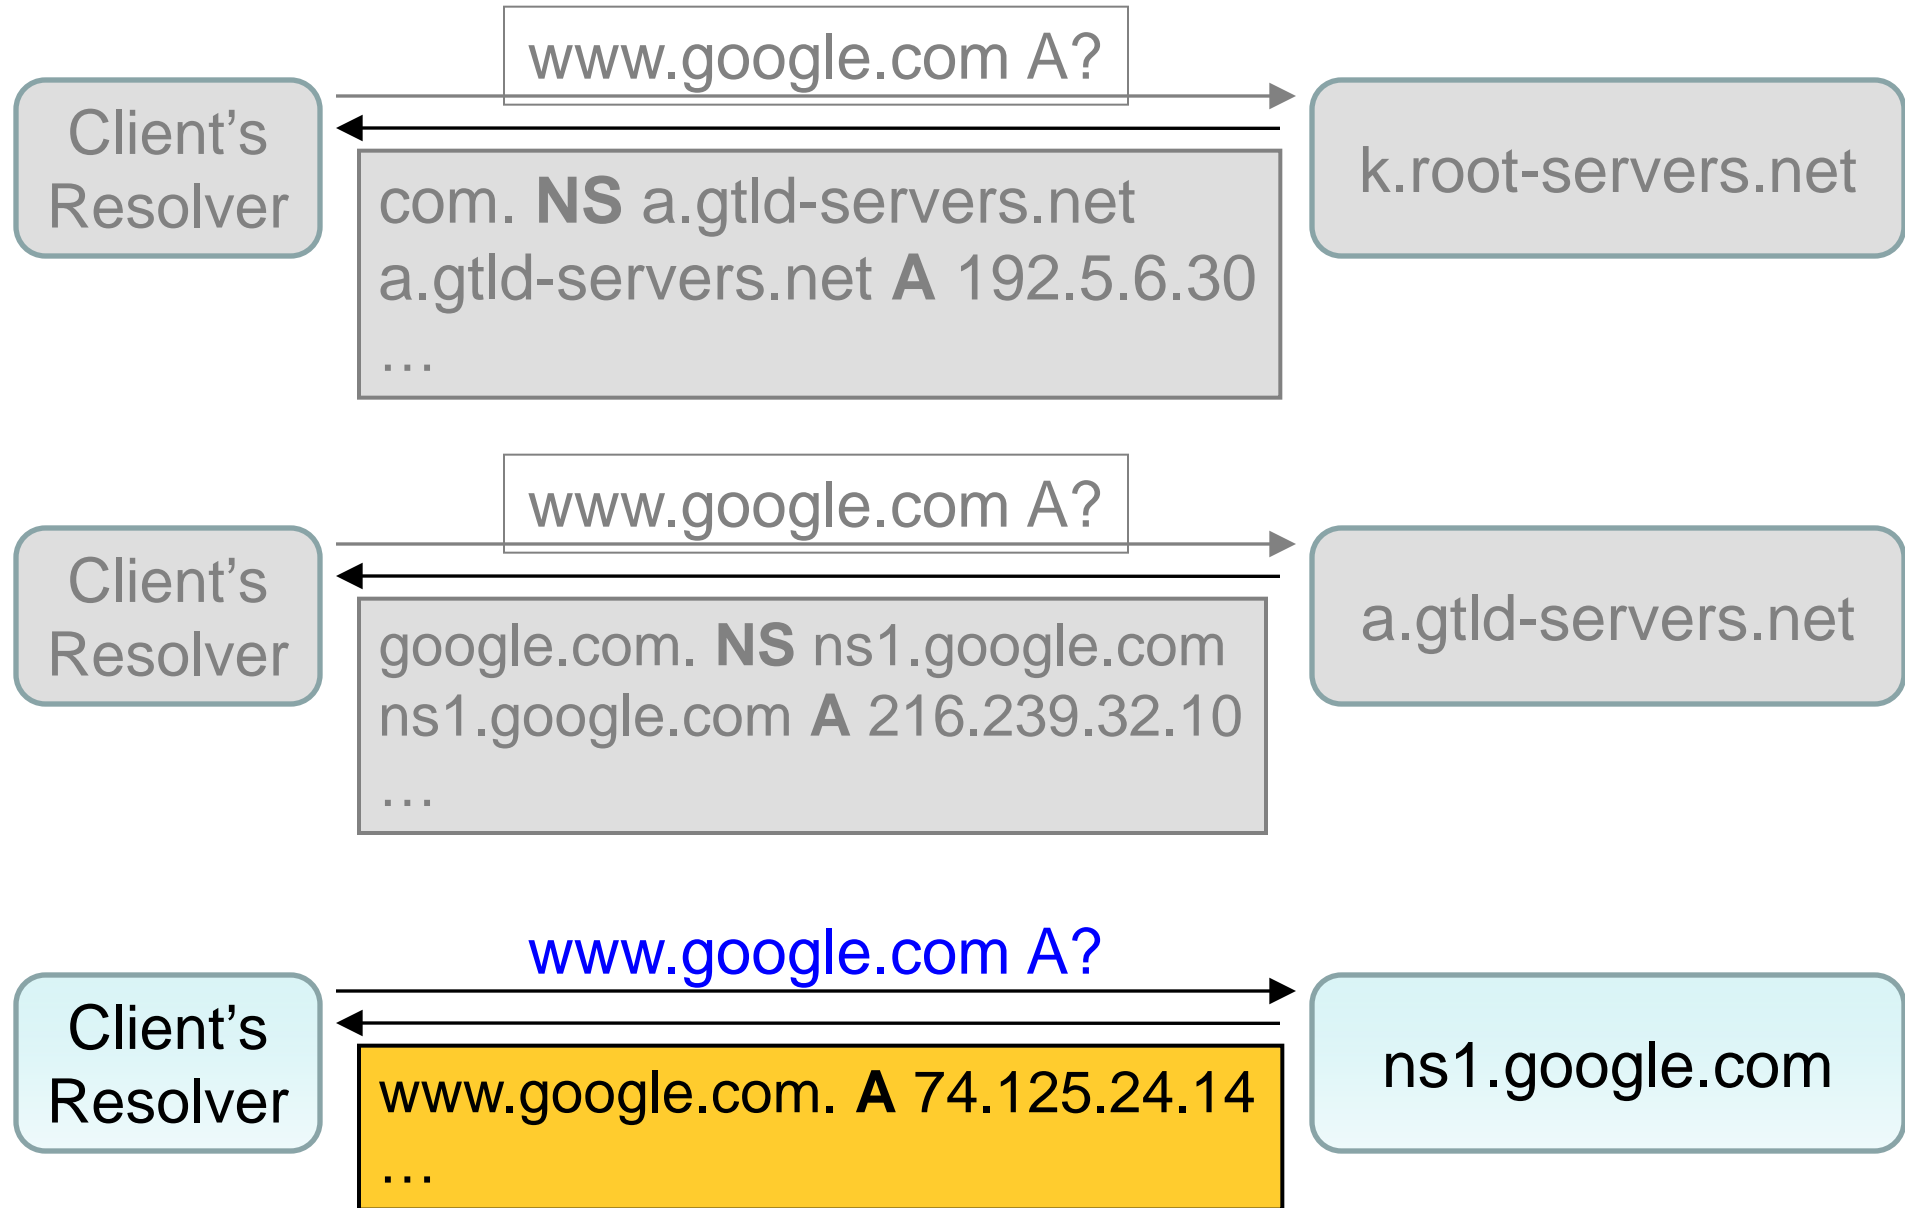 www.google.com A?
Client’s
Resolver
k.root-servers.net
com. NS a.gtld-servers.net
a.gtld-servers.net A 192.5.6.30
…
www.google.com A?
Client’s
Resolver
a.gtld-servers.net
google.com. NS ns1.google.com
ns1.google.com A 216.239.32.10
…
www.google.com A?
Client’s
Resolver
ns1.google.com
www.google.com. A 74.125.24.14
…